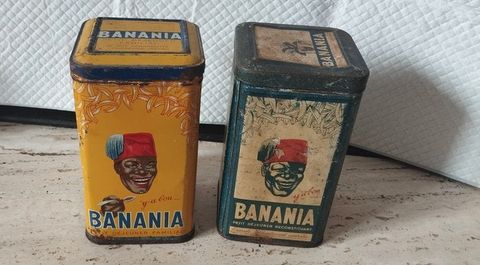 BANANIA
y'a bon...
BANANIA
PETIT DÉJEUNER FAMILIAL
BANANIA
y'a bon
BANANIA
PETIT DÉJEUNER RECONSTITUANT